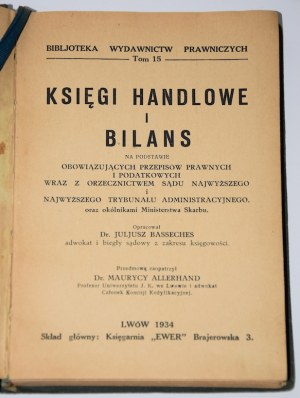 BIBLJOTEKA WYDAWNICTW PRAWNICZYCH
Tom 15
KSIĘGI HANDLOWE
I
BILANS
NA PODSTAWIE
OBOWIĄZUJĄCYCH PRZEPISÓW PRAWNYCH
I PODATKOWYCH
WRAZ Z ORZECZNICTWEM SĄDU NAJWYŻSZEGO
I
NAJWYŻSZEGO TRYBUNAŁU ADMINISTRACYJNEGO,
oraz okólnikami Ministerstwa Skarbu.
Opracował
Dr. JULJUSZ BASSECHES
adwokat i biegły sądowy z zakresu księgowości.
Przedmową zaopatrzył
Dr. MAURYCY ALLERHAND
Profesor Uniwersytetu J. K. we Lwowie i adwokat
Członek Komisji Kodyfikacyjnej.
LWÓW 1934
Skład główny: Księgarnia „EWER" Brajerowska 3.